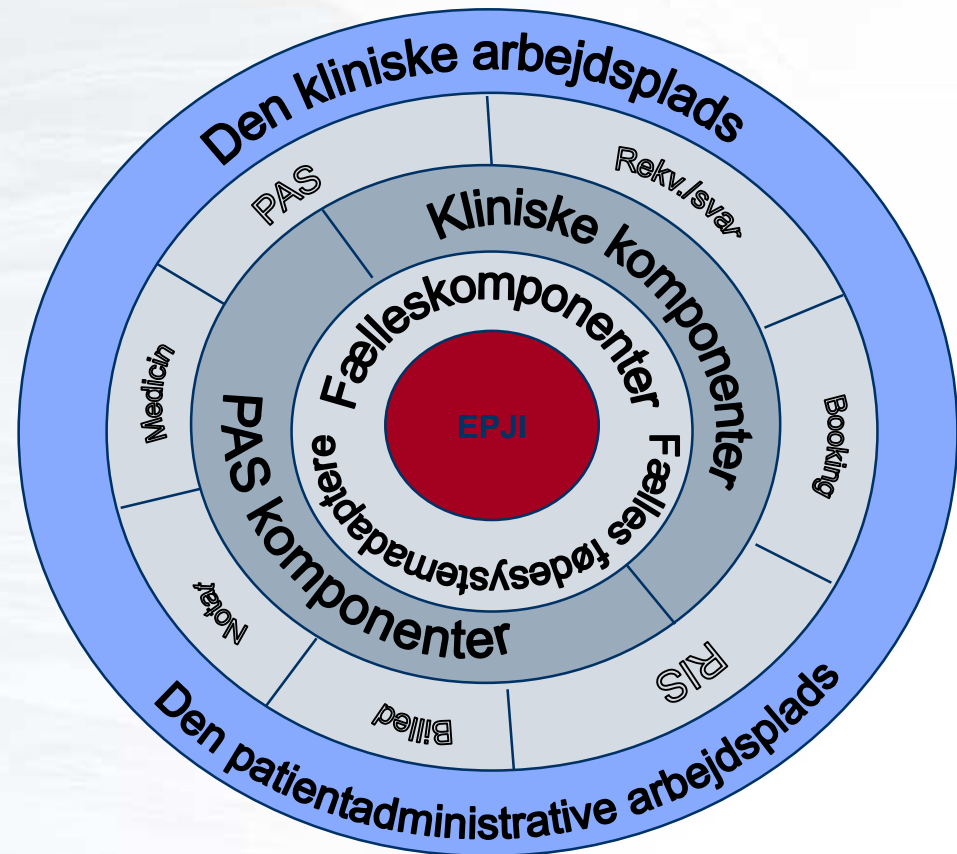 Den kliniske arbejdsplads
PAS
Rekv./svar
Kliniske komponenter
Medicin
Fælleskomponenter
Booking
EPJI
PAS komponenter
Fælles fødesystemadaptere
Notat
RIS
Billed
Den patientadministrative arbejdsplads